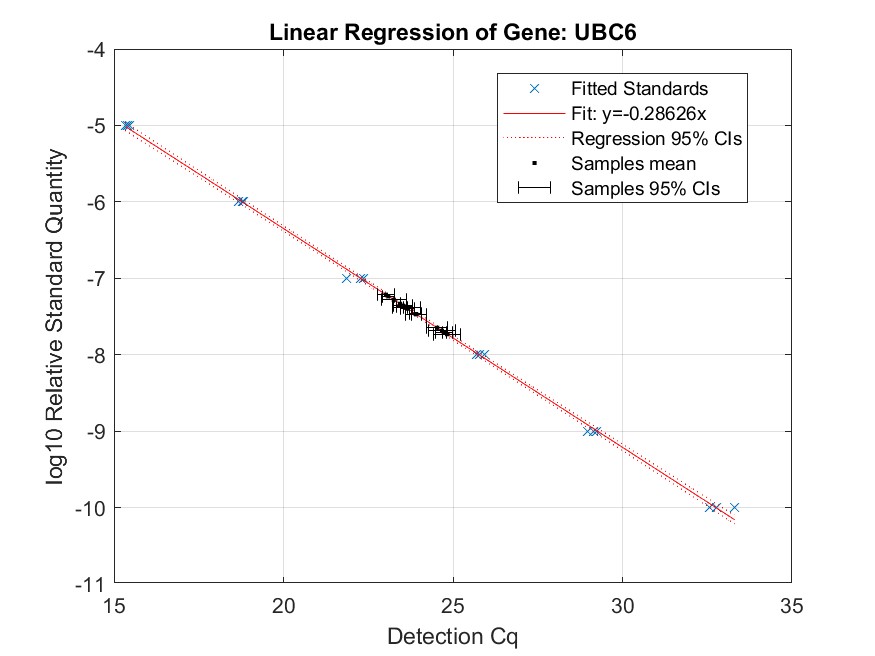 Linear Regression of Gene: UBC6
-4
-5
-6
-7
-8
-9
-10
-11
log10 Relative Standard Quantity
Fitted Standards
Fit: y=-0.28626x
Regression 95% CIs
Samples mean
Samples 95% CIs
15 20 25 30 35
Detection Cq